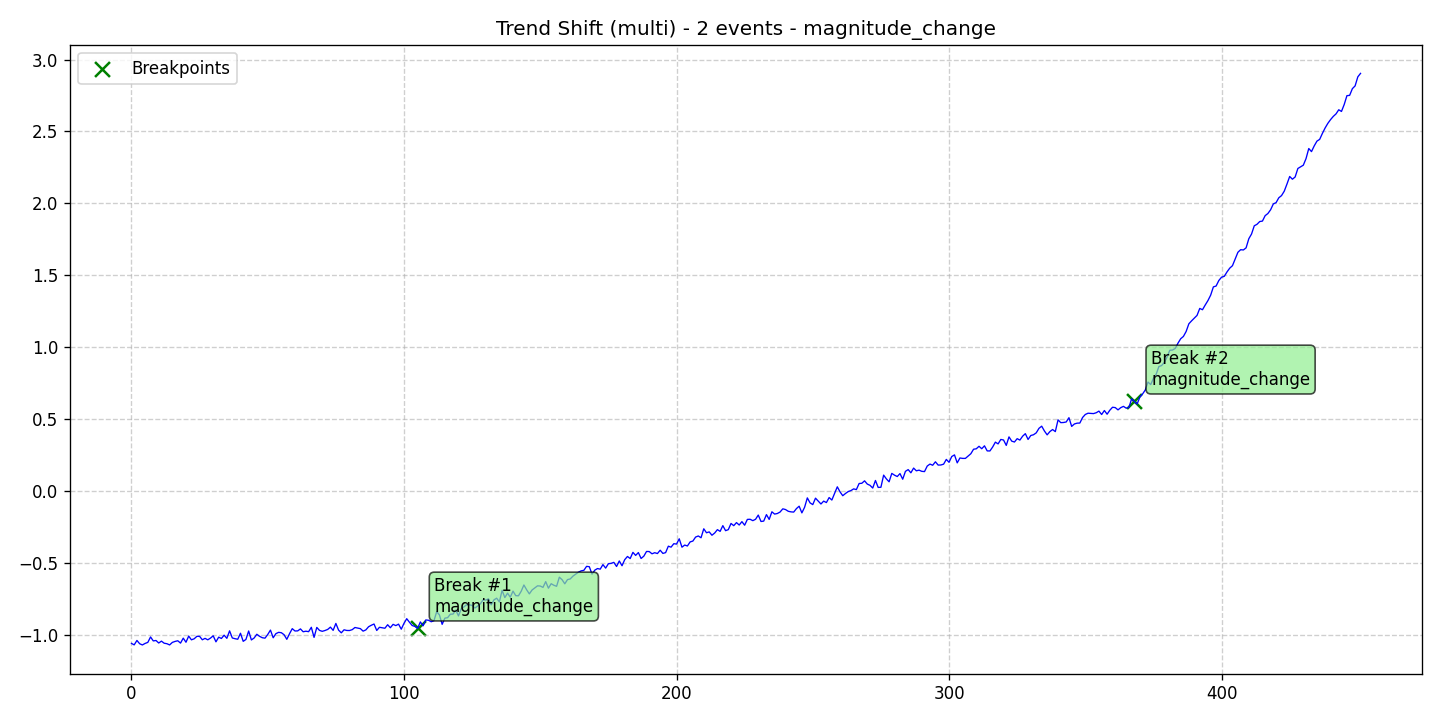 Trend Shift (multi) - 2 events - magnitude_change
3.0
Breakpoints
2.5
2.0
1.5
1.0
Break #2
magnitude_change
0.5
0.0
−0.5
Break #1
magnitude_change
−1.0
0 100 200 300 400